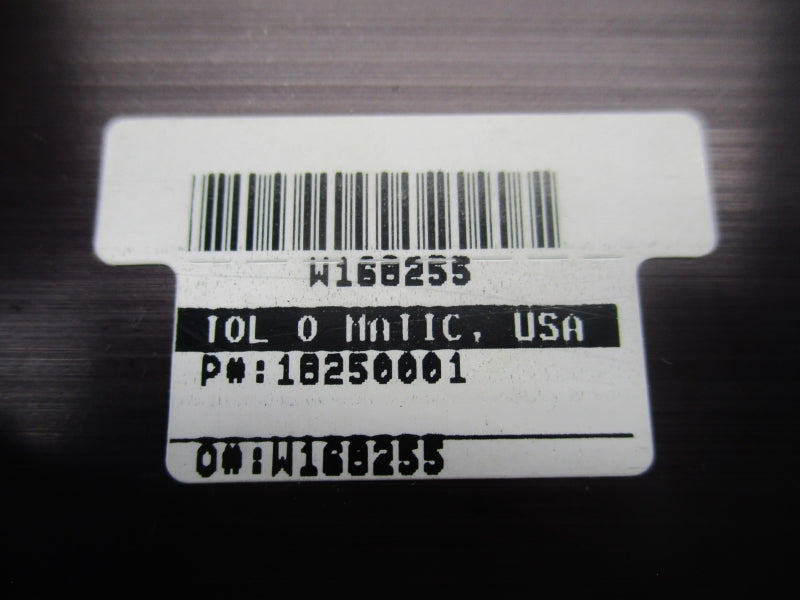 W168255
TOL O MATIC, USA
P#:18250001
O#:W168255